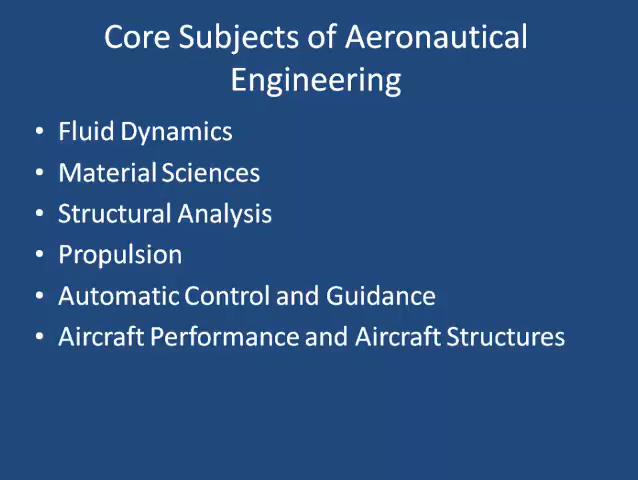 Core Subjects of Aeronautical
Engineering
• Fluid Dynamics
• Material Sciences
• Structural Analysis
• Propulsion
• Automatic Control and Guidance
• Aircraft Performance and Aircraft Structures